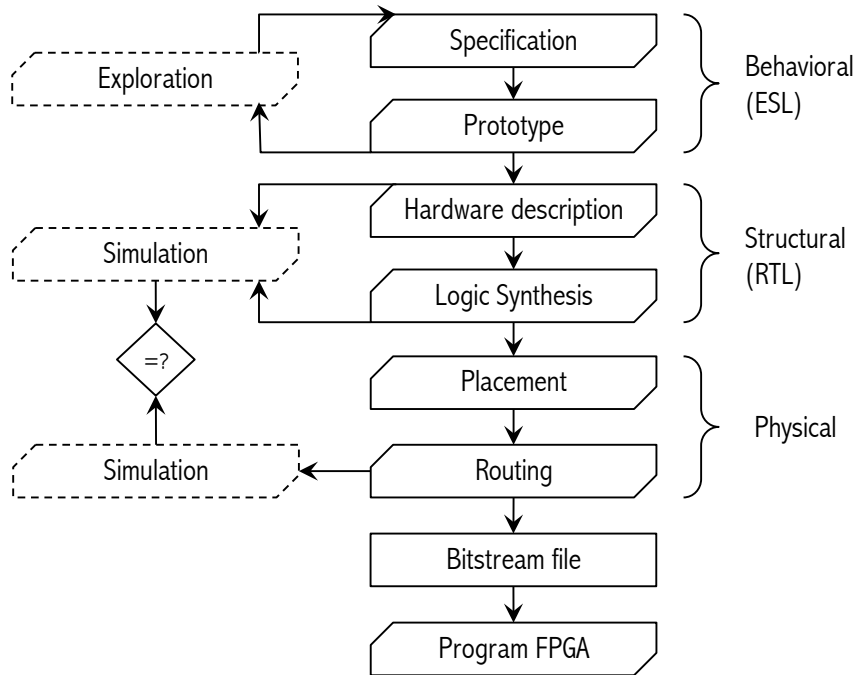 Specification
Exploration
Behavioral
(ESL)
Prototype
Hardware description
Simulation
Structural
(RTL)
Logic Synthesis
=?
Placement
Physical
Simulation
Routing
Bitstream file
Program FPGA